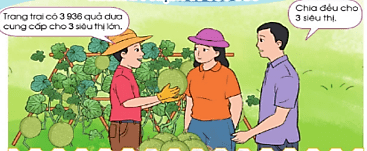 Trang trại có 3 936 quả dưa
cung cấp cho 3 siêu thị lớn.
Chia đều cho
3 siêu thị.